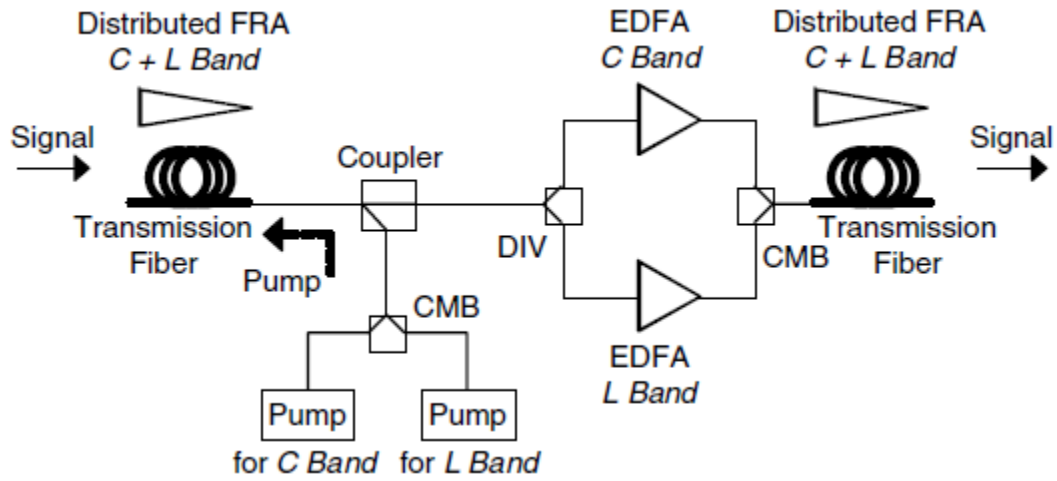 Distributed FRA
C + L Band
Signal
Transmission
Fiber
Pump
Coupler
CMB
Pump
for C Band
Pump
for L Band
DIV
EDFA
C Band
EDFA
L Band
CMB
Distributed FRA
C + L Band
Signal
Transmission
Fiber